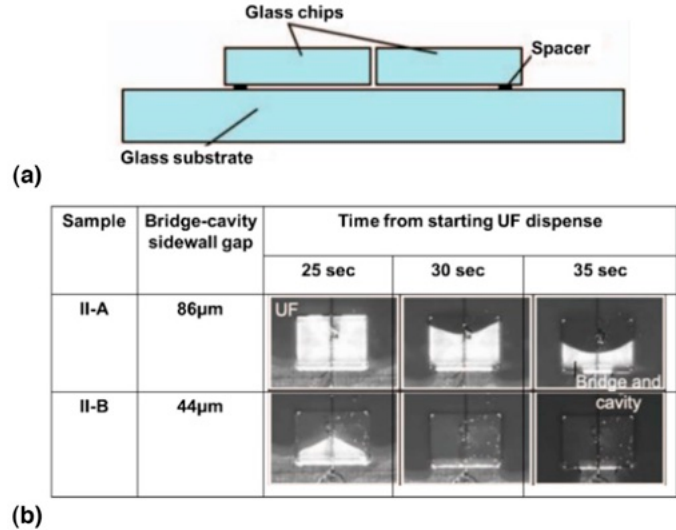 Glass chips
Spacer
Glass substrate
(a)
Sample
Bridge-cavity
sidewall gap
Time from starting UF dispense
25 sec
30 sec
35 sec
II-A
86µm
UF
Bridge and
cavity
II-B
44µm
(b)